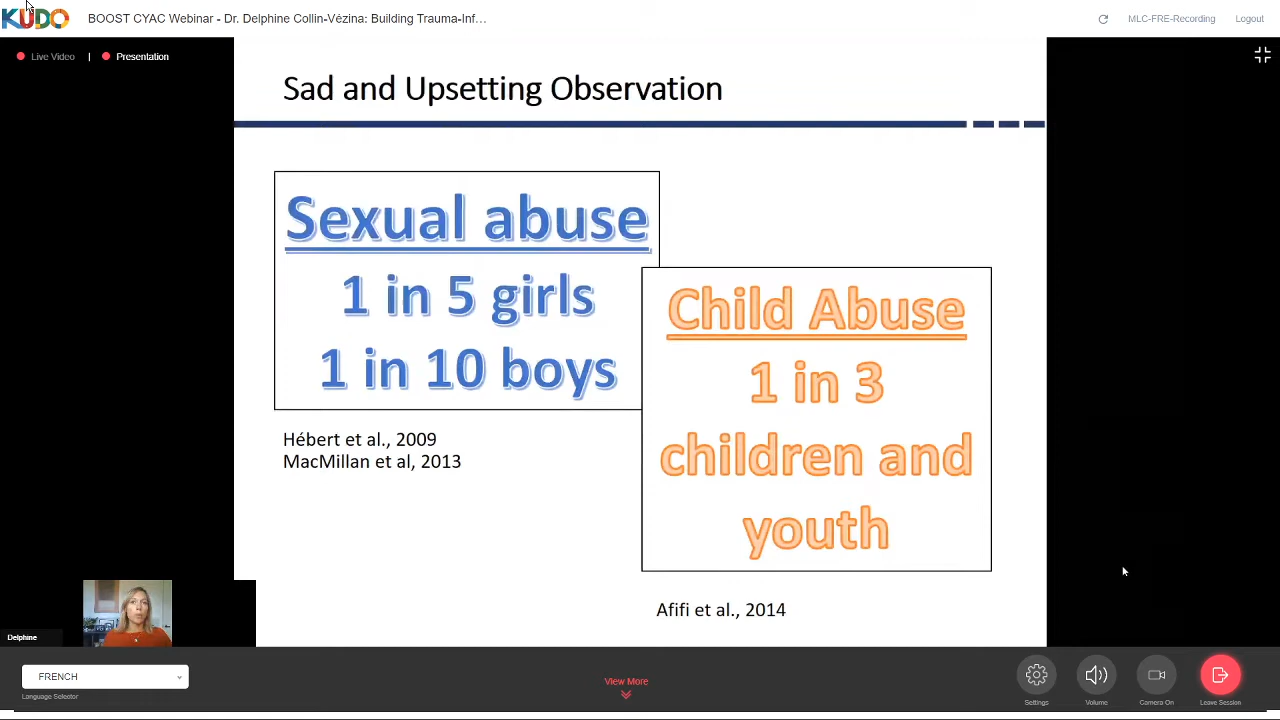 KUDO
BOOST CYAC Webinar - Dr. Delphine Collin-Vézina: Building Trauma-Inf...
MLC-FRE-Recording
Logout
Live Video | Presentation
Sad and Upsetting Observation
Sexual abuse
1 in 5 girls
1 in 10 boys
Hébert et al., 2009
MacMillan et al, 2013
Child Abuse
1 in 3
children and
youth
Afifi et al., 2014
Delphine
FRENCH
Language Selector
View More
Settings
Volume
Camera On
Leave Session